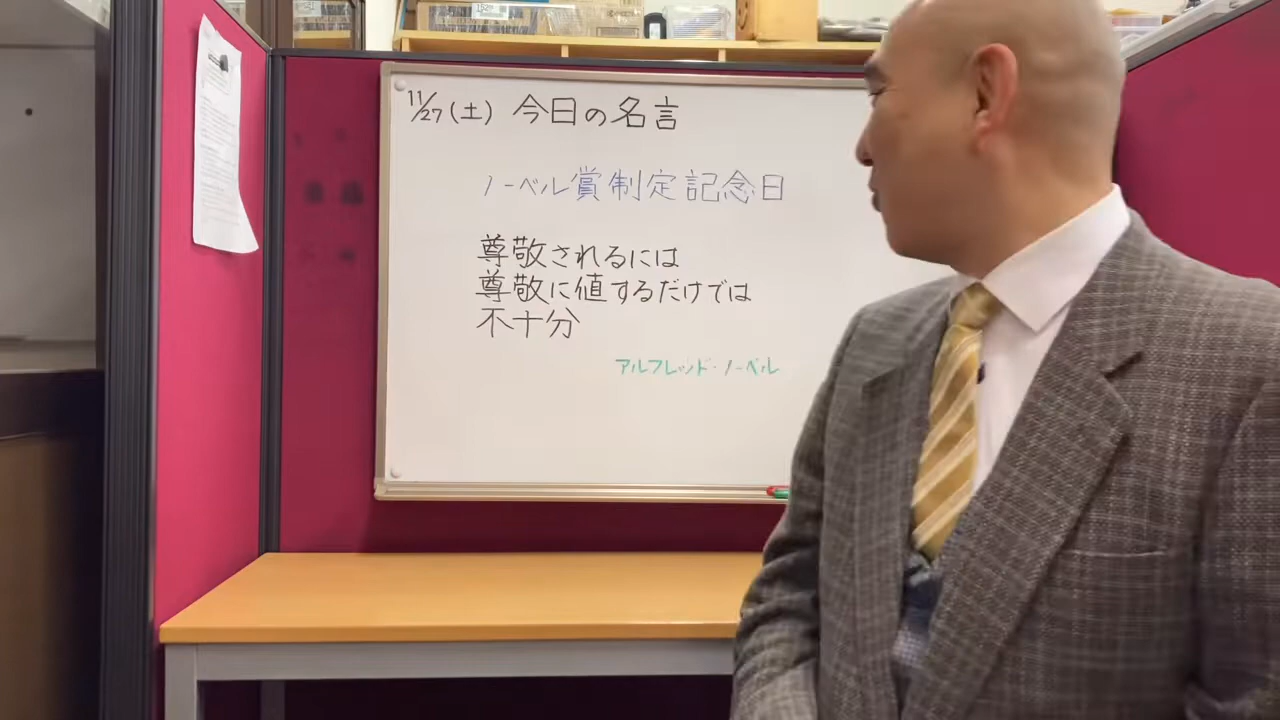 11/27(土) 今日の名言
ノーベル賞制定記念日
尊敬されるには
尊敬に値するだけでは
不十分
アルフレッド・ノーベル